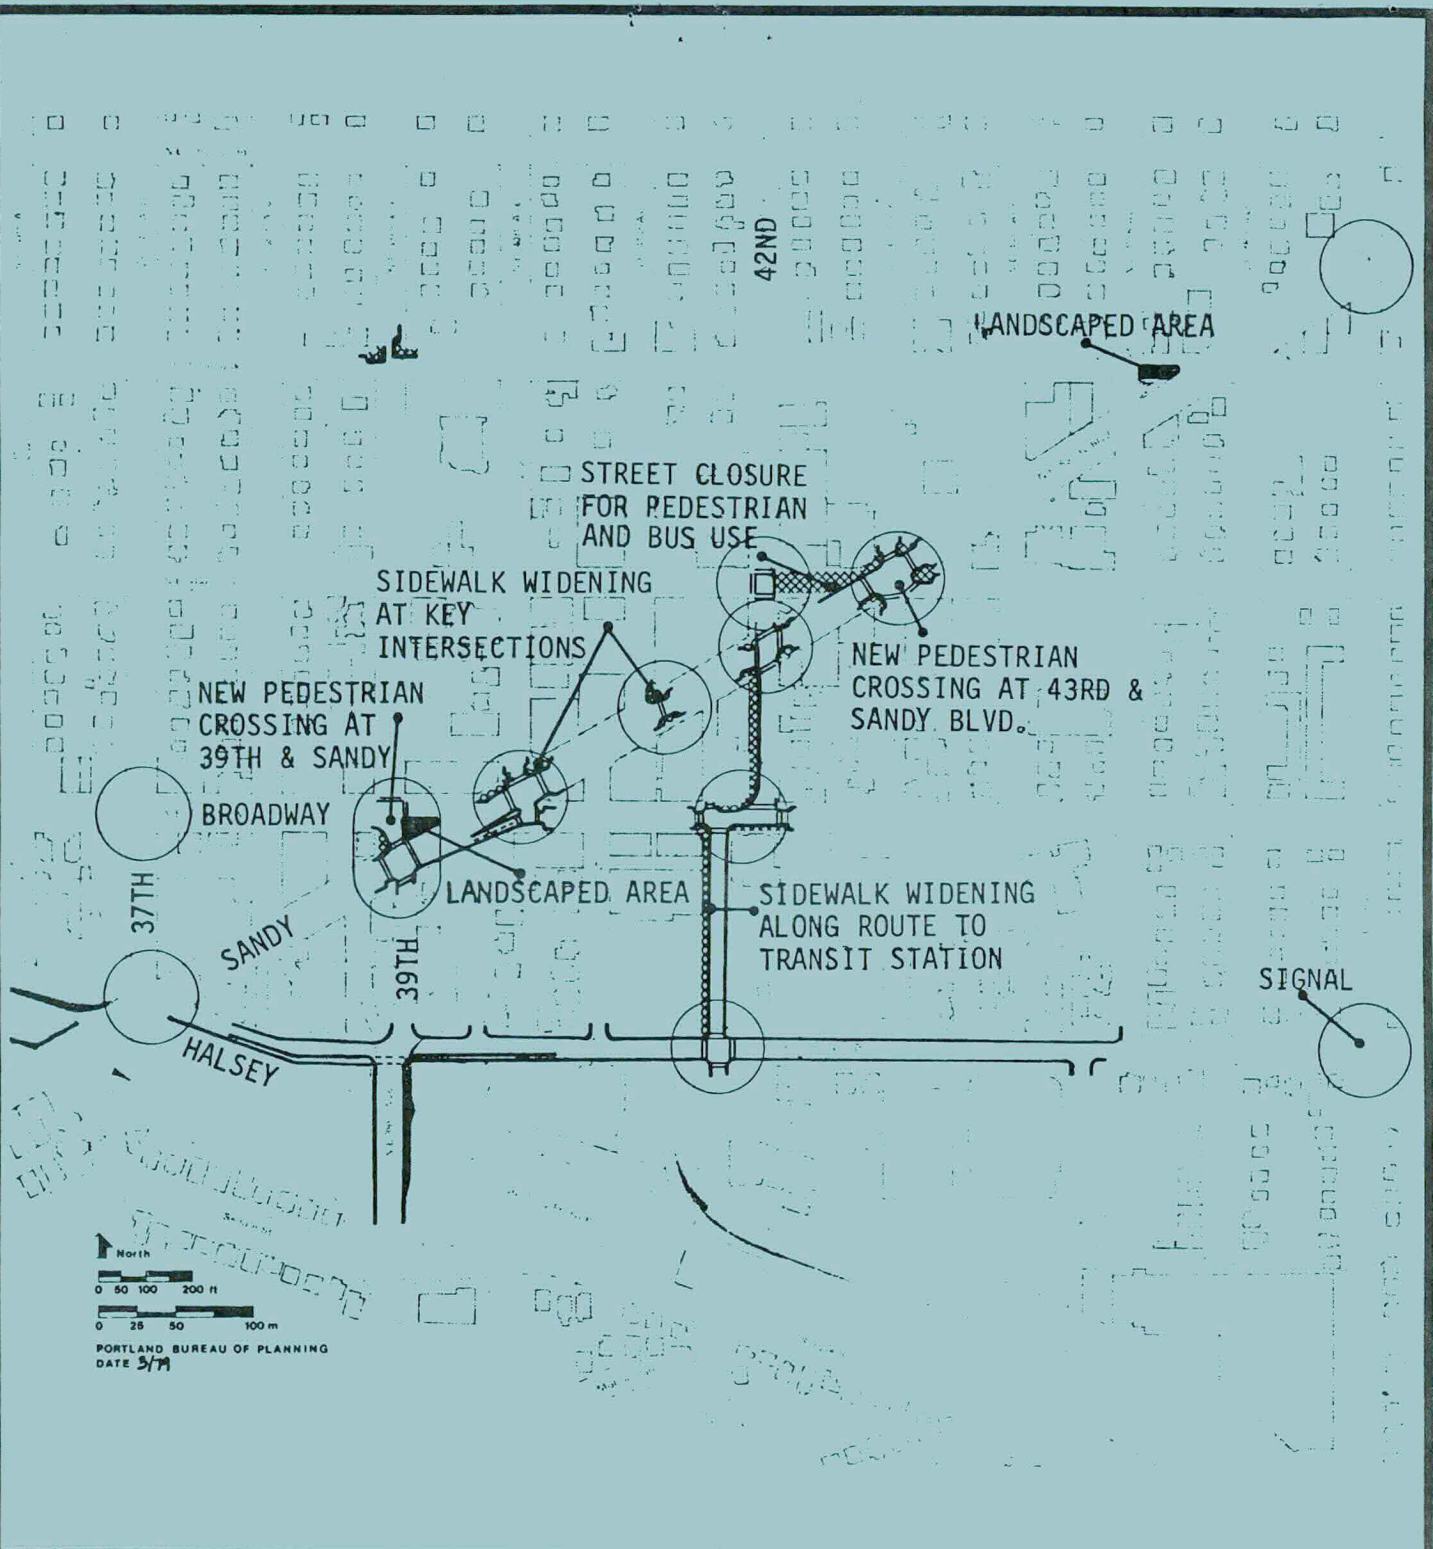 42ND
LANDSCAPED AREA
STREET CLOSURE
FOR PEDESTRIAN
AND BUS USE
SIDEWALK WIDENING
AT KEY
INTERSECTIONS
NEW PEDESTRIAN
CROSSING AT 43RD &
SANDY BLVD.
NEW PEDESTRIAN
CROSSING AT
39TH & SANDY
BROADWAY
37TH
LANDSCAPED AREA
SIDEWALK WIDENING
ALONG ROUTE TO
TRANSIT STATION
SANDY
39TH
SIGNAL
HALSEY
North
0 50 100 200 ft
0 25 50 100 m
PORTLAND BUREAU OF PLANNING
DATE 3/79